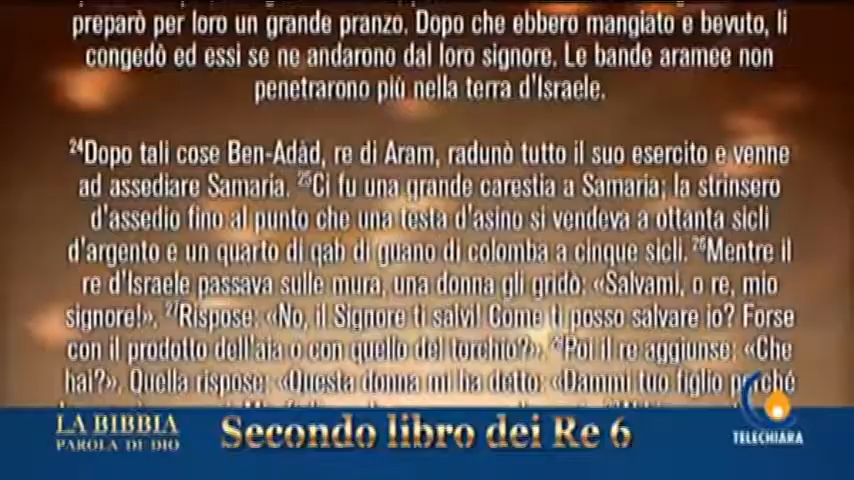 preparò per loro un grande pranzo. Dopo che ebbero mangiato e bevuto, li
congedò ed essi se ne andarono dal loro signore. Le bande aramee non
penetrarono più nella terra d'Israele.
24Dopo tali cose Ben-Adàd, re di Aram, radunò tutto il suo esercito e venne
ad assediare Samaria. 25Ci fu una grande carestia a Samaria; la strinsero
d'assedio fino al punto che una testa d'asino si vendeva a ottanta sicli
d'argento e un quarto di qab di guano di colomba a cinque sicli. 26Mentre il
re d'Israele passava sulle mura, una donna gli gridò: «Salvami, o re, mio
signore!». 27Rispose: «No, il Signore ti salvi! Come ti posso salvare io? Forse
con il prodotto dell'aia o con quello del torchio?». 28Poi il re aggiunse: «Che
hai?». Quella rispose: «Questa donna mi ha detto: «Dammi tuo figlio perché
LA BIBBIA
PAROLA DI DIO
Secondo libro dei Re 6
TELECHIARA